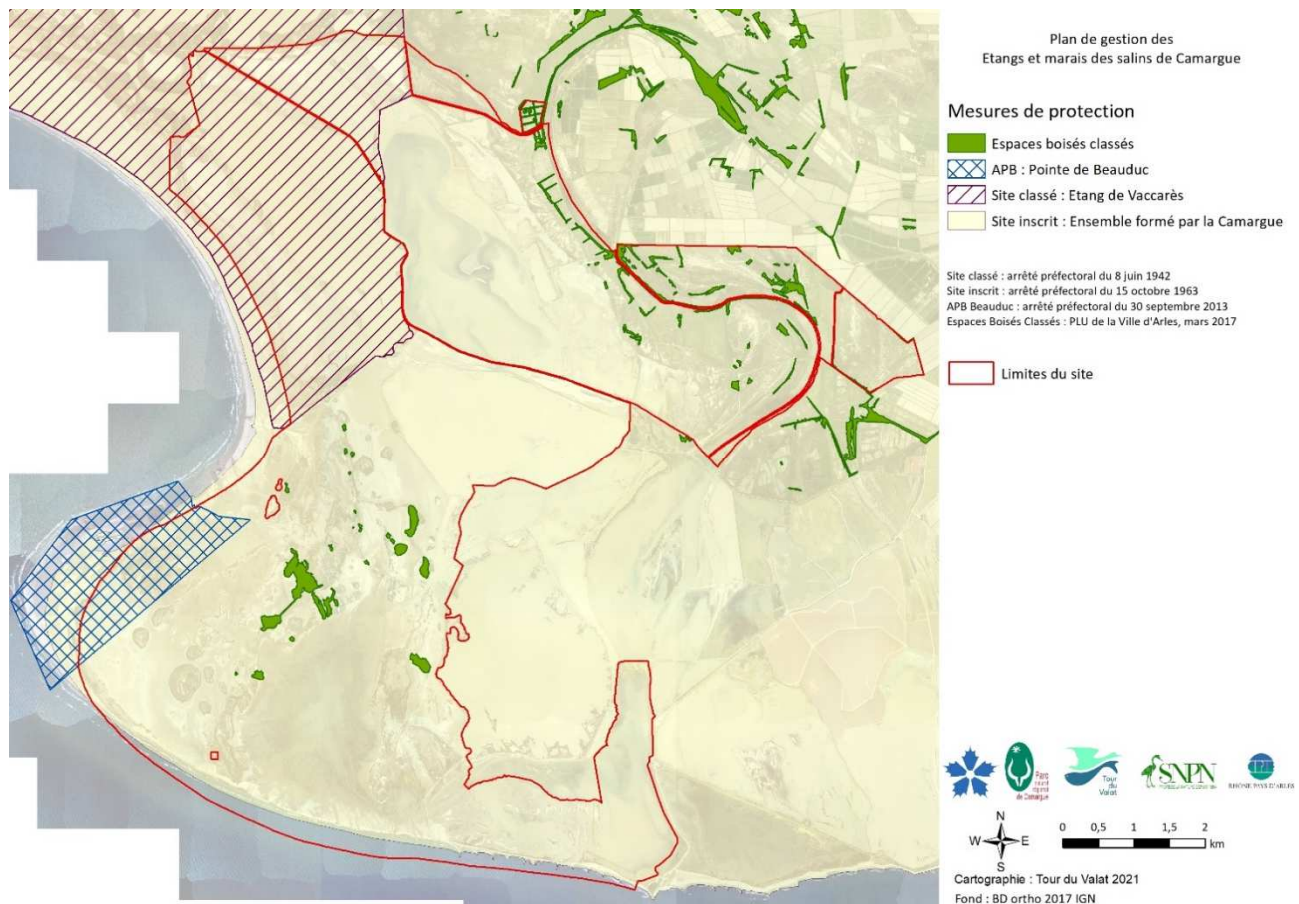 Plan de gestion des
Etangs et marais des salins de Camargue
Mesures de protection
Espaces boisés classés
APB : Pointe de Beauduc
Site classé : Etang de Vaccarès
Site inscrit : Ensemble formé par la Camargue
Site classé : arrêté préfectoral du 8 juin 1942
Site inscrit : arrêté préfectoral du 15 octobre 1963
APB Beauduc : arrêté préfectoral du 30 septembre 2013
Espaces Boisés Classés : PLU de la Ville d'Arles, mars 2017
Limites du site
Parc
naturel
régional
de Camargue
Tour
du
Valat
SNPN
RHÔNE PAYS D'ARLES
N
W E
S
0 0,5 1 1,5 2
km
Cartographie : Tour du Valat 2021
Fond : BD ortho 2017 IGN